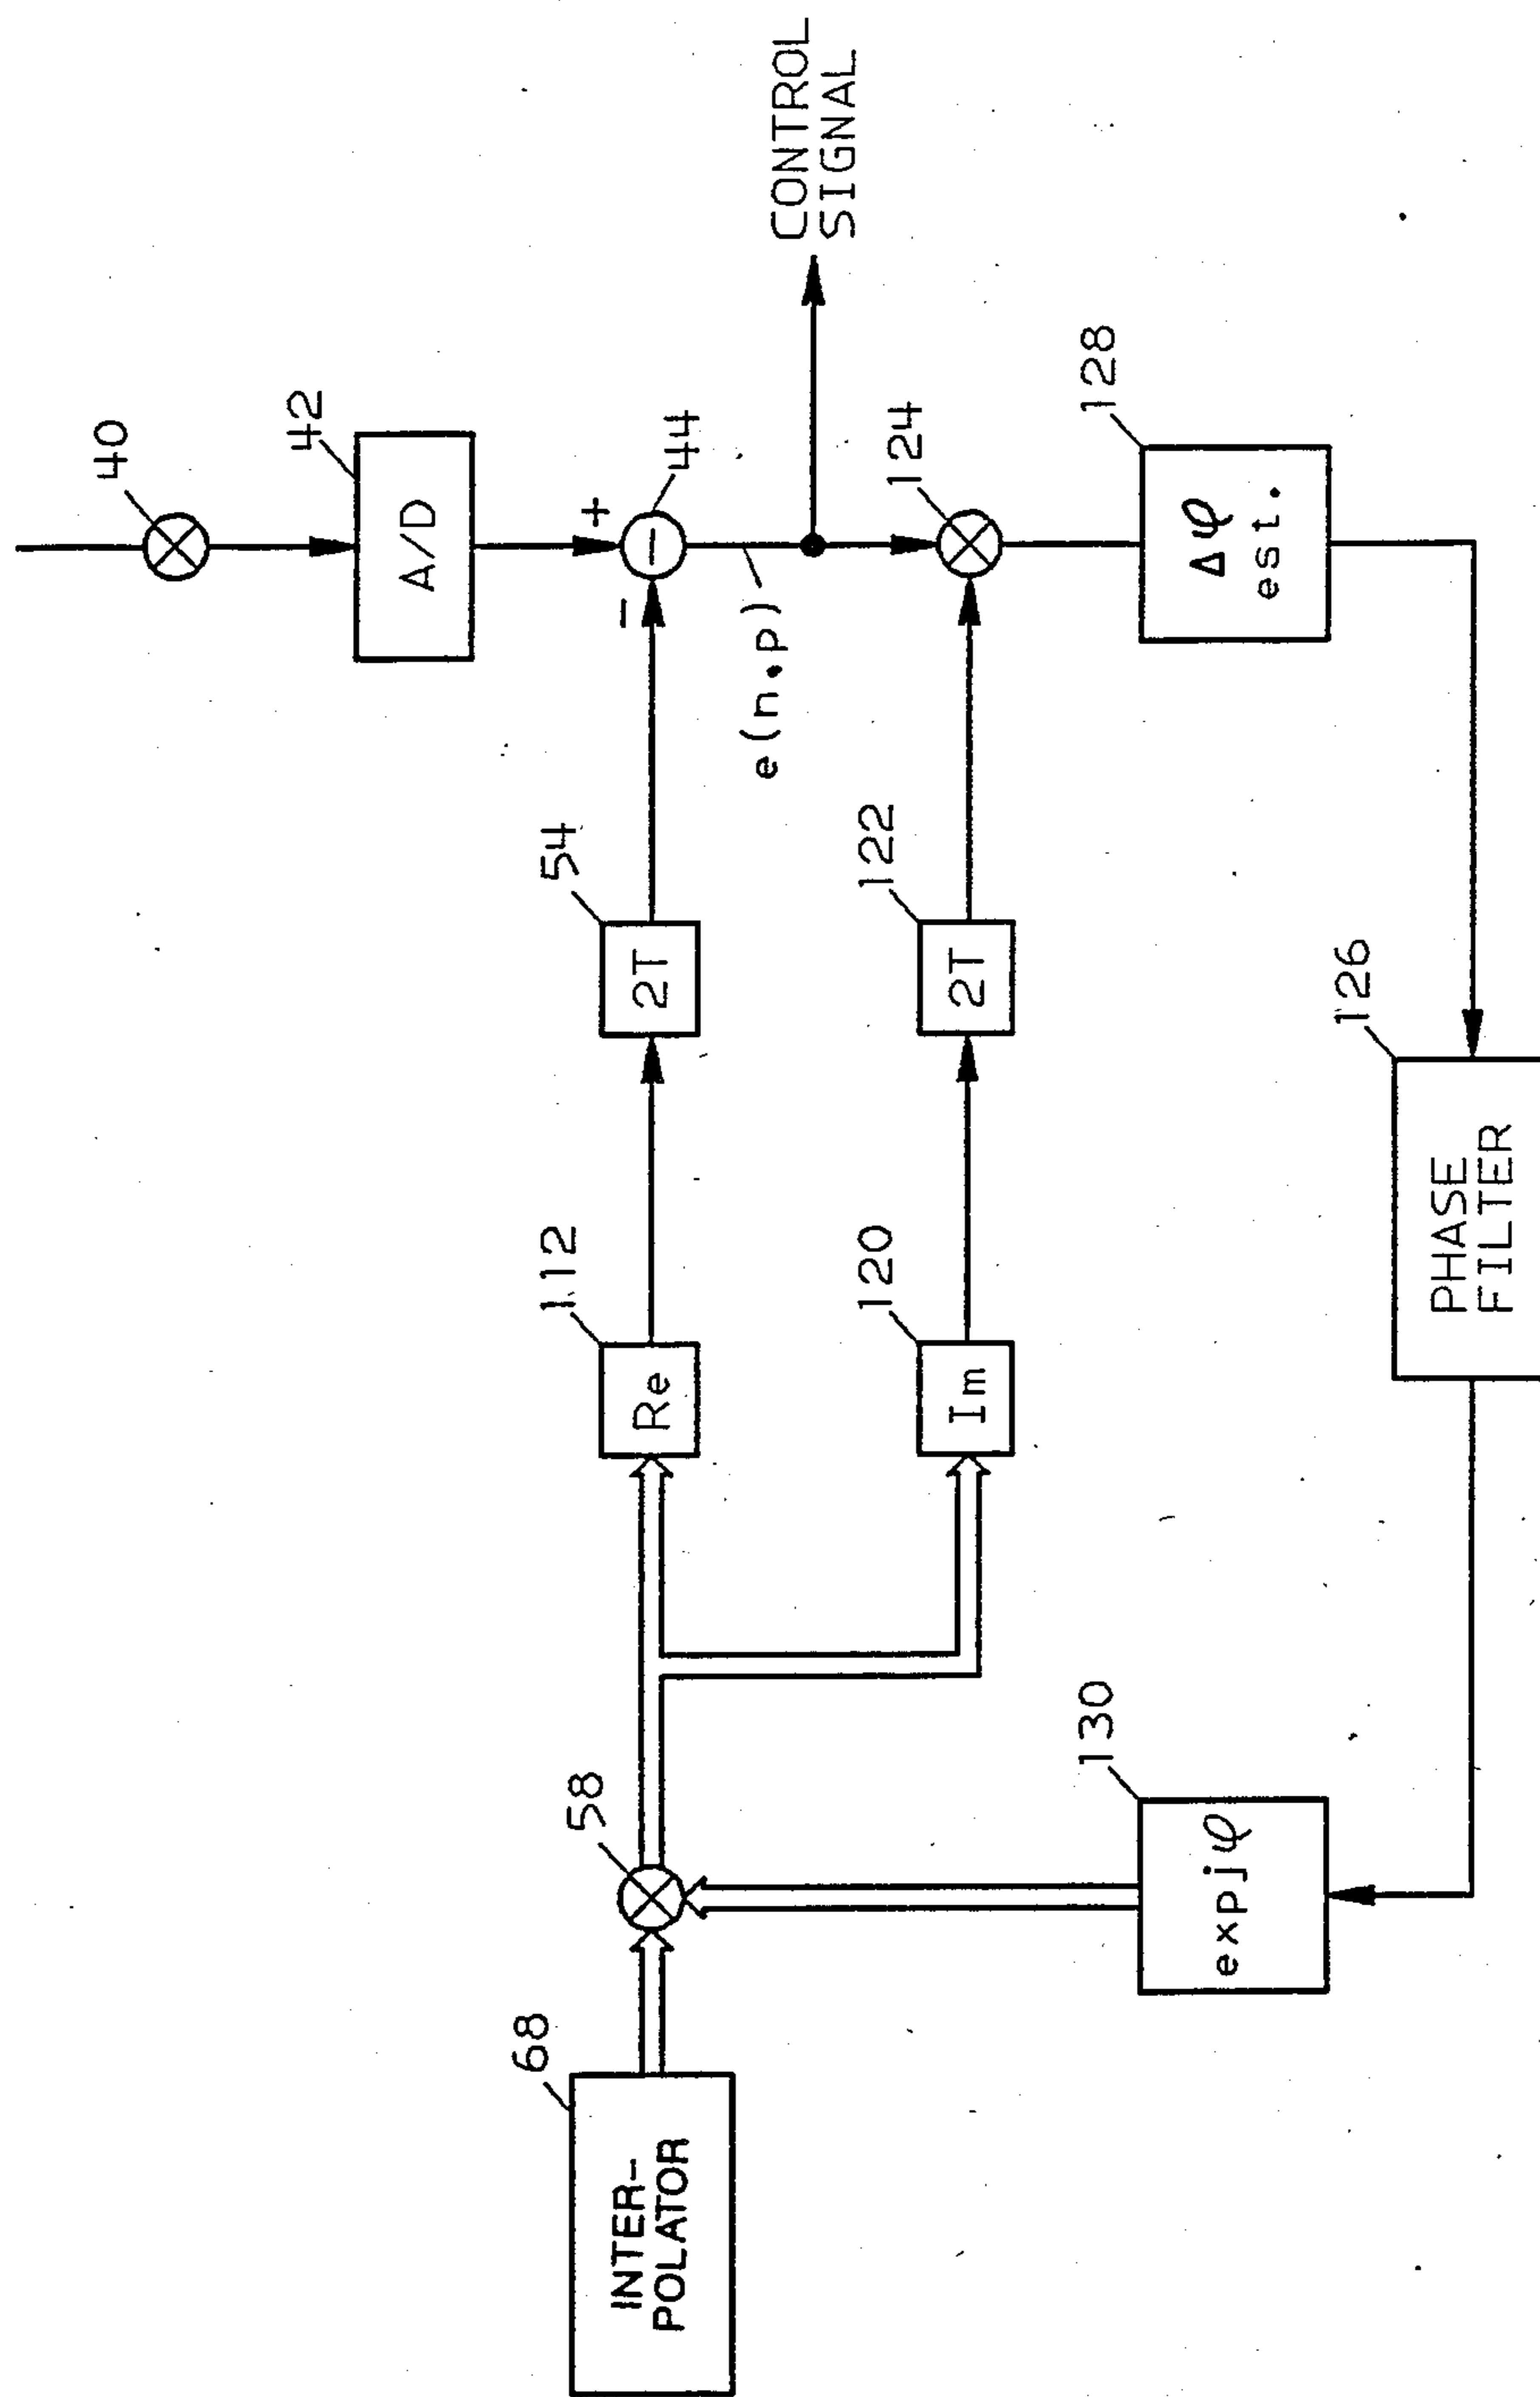 40
42
A/D
+
44
−
−
CONTROL
SIGNAL
e(n.p)
54
2T
112
Re
58
68
INTER-
POLATOR
124
122
2T
120
Im
128
Δφ
est.
126
PHASE
FILTER
130
expjφ